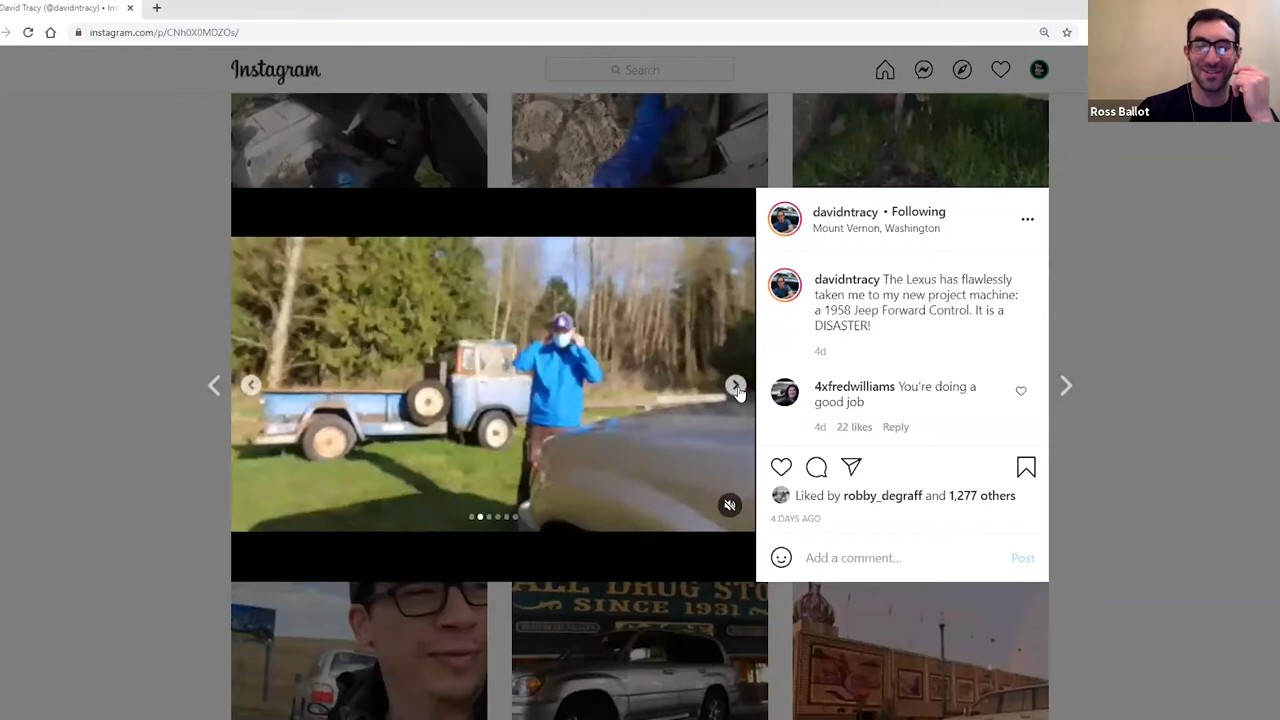 David Tracy (@davidntracy) • Ins
instagram.com/p/CNh0X0MDZOs/
Ross Ballot
Instagram
Search
davidntracy • Following
Mount Vernon, Washington
davidntracy The Lexus has flawlessly
taken me to my new project machine:
a 1958 Jeep Forward Control. It is a
DISASTER!
4d
4xfredwilliams You're doing a
good job
4d 22 likes Reply
Liked by robby_degraff and 1,277 others
4 DAYS AGO
Add a comment... Post
ALL DRUG STO
SINCE 1931